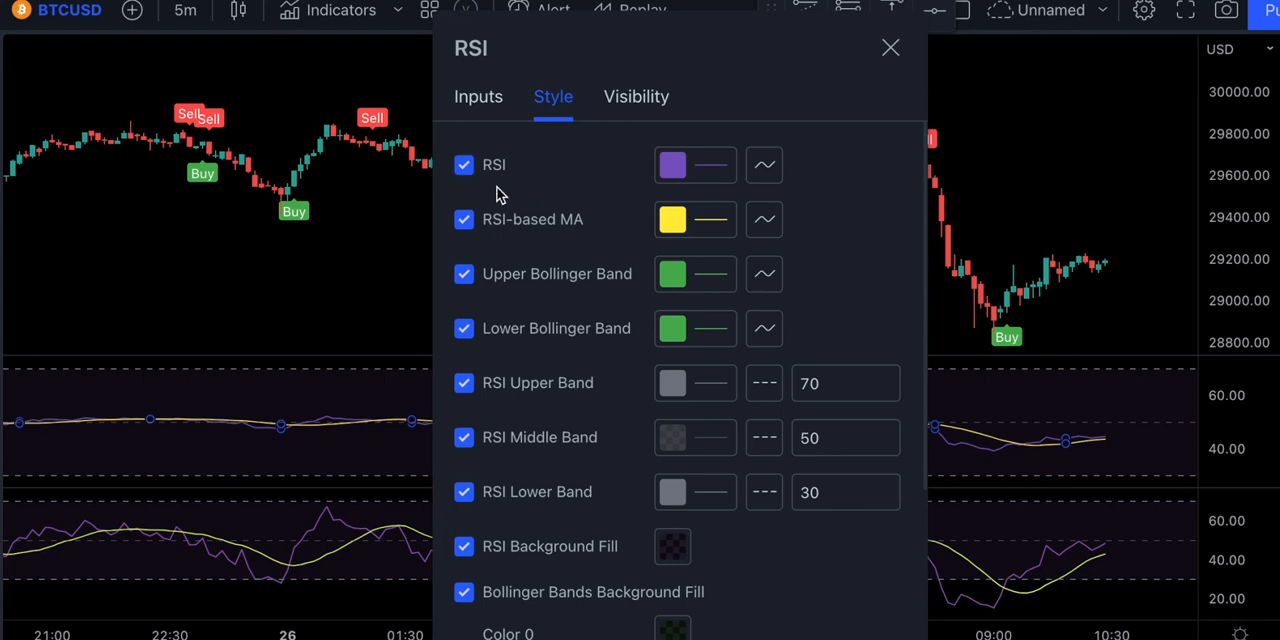 BTCUSD 5m Indicators Alert Replay Unnamed
USD
RSI
Inputs Style Visibility
Sell Sell Sell
Buy
Buy
Buy
30000.00
29800.00
29600.00
29400.00
29200.00
29000.00
28800.00
RSI
RSI-based MA
Upper Bollinger Band
Lower Bollinger Band
RSI Upper Band 70
RSI Middle Band 50
RSI Lower Band 30
RSI Background Fill
Bollinger Bands Background Fill
Color 0
60.00
40.00
60.00
40.00
20.00
21:00 22:30 26 01:30 09:00 10:30